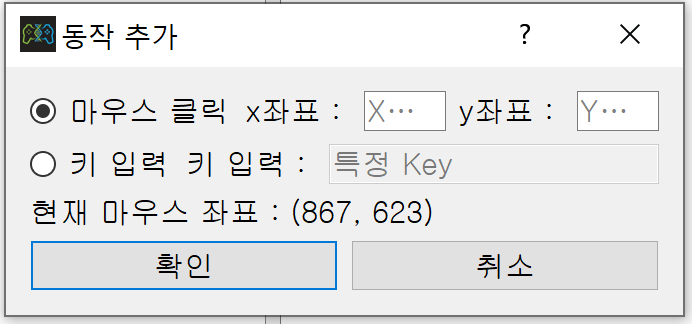 동작 추가 ?
마우스 클릭 x좌표 : X… y좌표 : Y…
키 입력 키 입력 : 특정 Key
현재 마우스 좌표 : (867, 623)
확인 취소